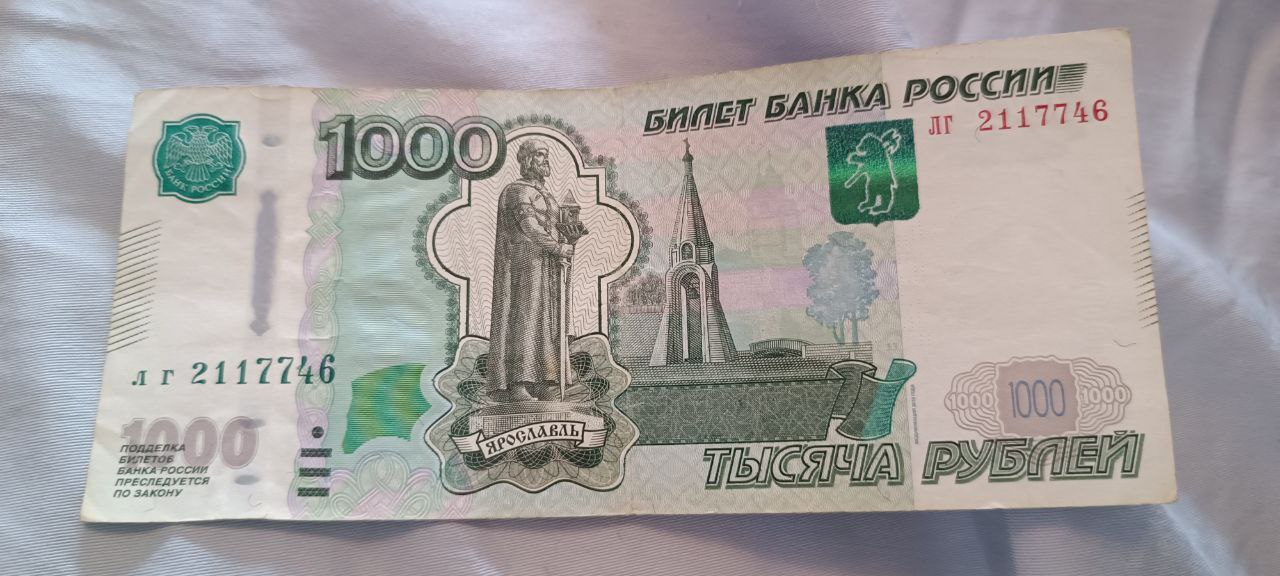 БИЛЕТ БАНКА РОССИИ
лг 2117746
1000
БАНК РОССИИ
ЯРОСЛАВЛЬ
лг 2117746
1000
ПОДДЕЛКА
БИЛЕТОВ
БАНКА РОССИИ
ПРЕСЛЕДУЕТСЯ
ПО ЗАКОНУ
1000 1000 1000
ТЫСЯЧА РУБЛЕЙ